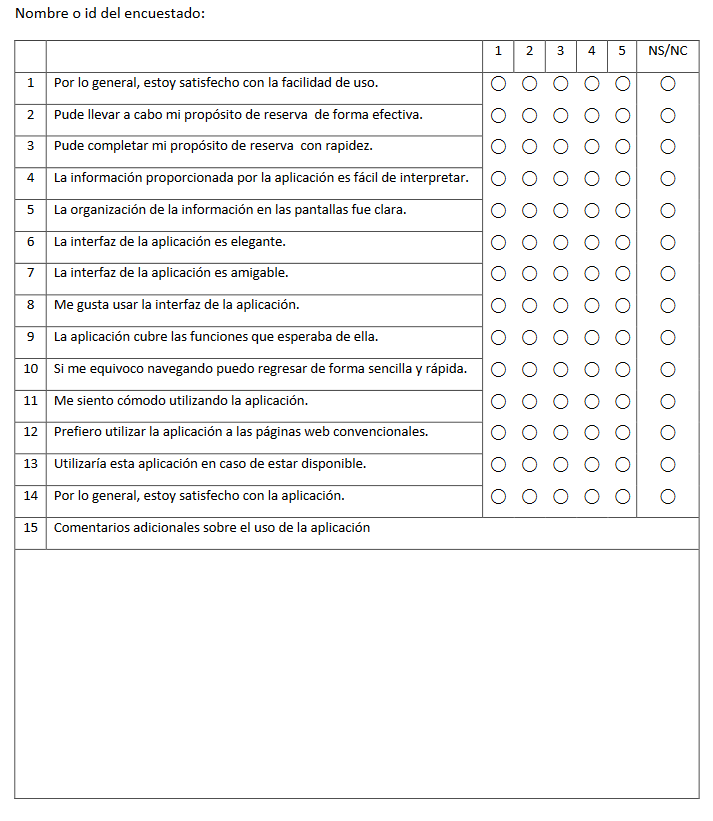 Nombre o id del encuestado:
1 2 3 4 5 NS/NC
1 Por lo general, estoy satisfecho con la facilidad de uso.
2 Pude llevar a cabo mi propósito de reserva de forma efectiva.
3 Pude completar mi propósito de reserva con rapidez.
4 La información proporcionada por la aplicación es fácil de interpretar.
5 La organización de la información en las pantallas fue clara.
6 La interfaz de la aplicación es elegante.
7 La interfaz de la aplicación es amigable.
8 Me gusta usar la interfaz de la aplicación.
9 La aplicación cubre las funciones que esperaba de ella.
10 Si me equivoco navegando puedo regresar de forma sencilla y rápida.
11 Me siento cómodo utilizando la aplicación.
12 Prefiero utilizar la aplicación a las páginas web convencionales.
13 Utilizaría esta aplicación en caso de estar disponible.
14 Por lo general, estoy satisfecho con la aplicación.
15 Comentarios adicionales sobre el uso de la aplicación